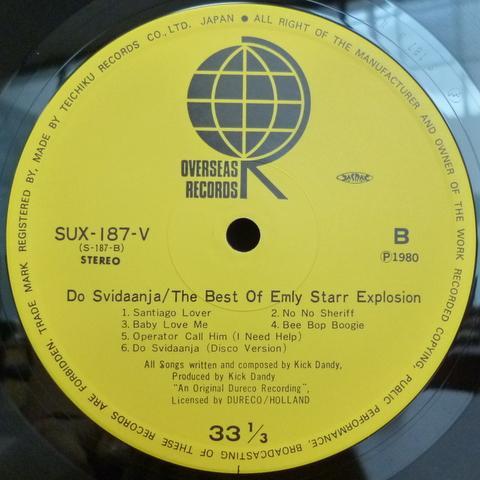 TRADE MARK REGISTERED BY, MADE BY TEICHIKU RECORDS CO., LTD. JAPAN ● ALL RIGHT OF THE MANUFACTURER AND OWNER OF THE WORK RECORDED COPYING, PUBLIC PERFORMANCE, BROADCASTING OF THESE RECORDS ARE FORBIDDEN,
OVERSEAS
RECORDS
JASRAC
SUX-187-V
B
(S-187-B)
STEREO
Ⓟ1980
Do Svidaanja/The Best Of Emly Starr Explosion
1. Santiago Lover 2. No No Sheriff
3. Baby Love Me 4. Bee Bop Boogie
5. Operator Call Him (I Need Help)
6. Do Svidaanja (Disco Version)
All Songs written and composed by Kick Dandy,
Produced by Kick Dandy
"An Original Dureco Recording",
Licensed by DURECO/HOLLAND
33 1/3